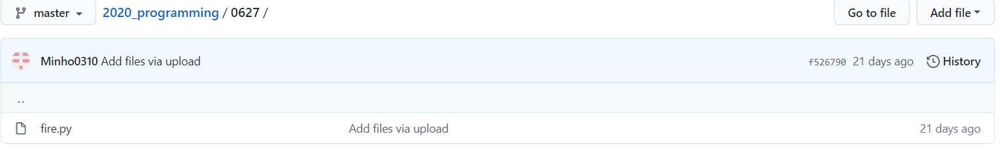 master 2020_programming / 0627 / Go to file Add file
Minho0310 Add files via upload f526790 21 days ago History
..
fire.py Add files via upload 21 days ago